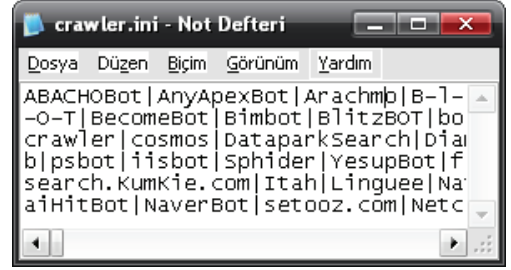 crawler.ini - Not Defteri
Dosya Düzen Biçim Görünüm Yardım
ABACHOBot|AnyApexBot|Arachmo|B-l-
-O-T|BecomeBot|Bimbot|BlitzBOT|bo
crawler|cosmos|DataparkSearch|Diam
b|psbot|iisbot|Sphider|YesupBot|f
search.KumKie.com|Itah|Linguee|Na
aiHitBot|NaverBot|setooz.com|Netc